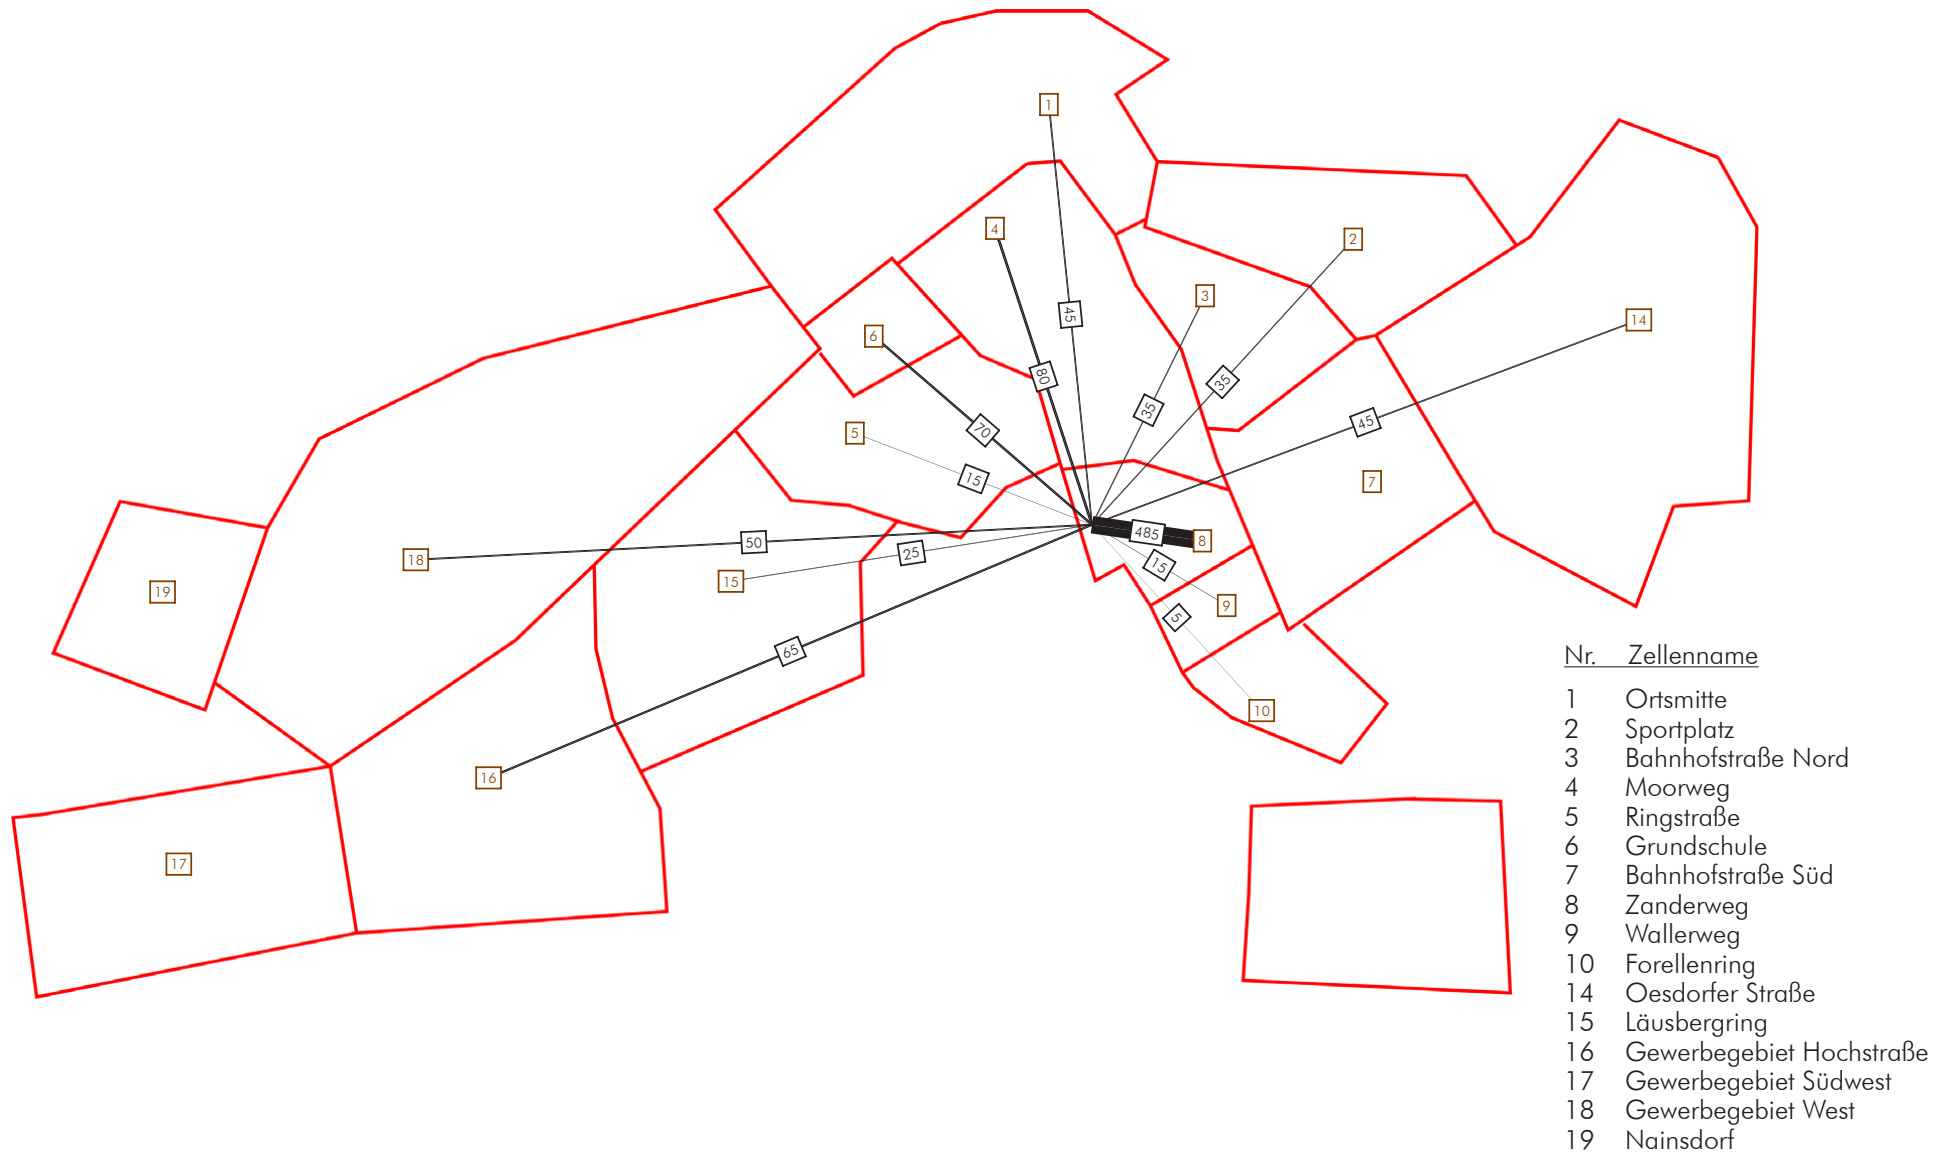 1
4
2
3
14
45
6
80
35
35
70
45
5
15
7
485
8
50
18
25
15
15
19
9
5
65
10
16
17
Nr. Zellenname
1 Ortsmitte
2 Sportplatz
3 Bahnhofstraße Nord
4 Moorweg
5 Ringstraße
6 Grundschule
7 Bahnhofstraße Süd
8 Zanderweg
9 Wallerweg
10 Forellenring
14 Oesdorfer Straße
15 Läusbergring
16 Gewerbegebiet Hochstraße
17 Gewerbegebiet Südwest
18 Gewerbegebiet West
19 Nainsdorf